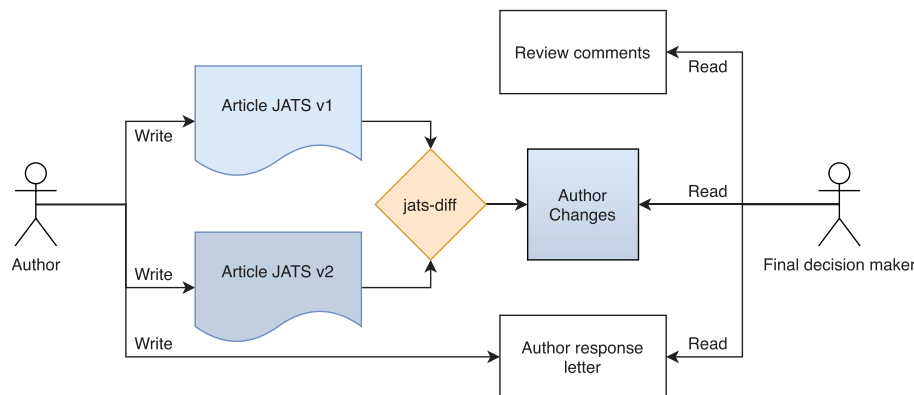 Review comments
Read
Article JATS v1
Write
jats-diff
Author
Changes
Read
Author
Final decision maker
Article JATS v2
Write
Write
Author response
letter
Read